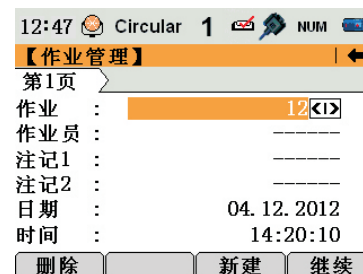 12:47 Circular 1 NUM
【作业管理】
第1页
作业 : 12
作业员 : ------
注记1 : ------
注记2 : ------
日期 : 04.12.2012
时间 : 14:20:10
删除 新建 继续